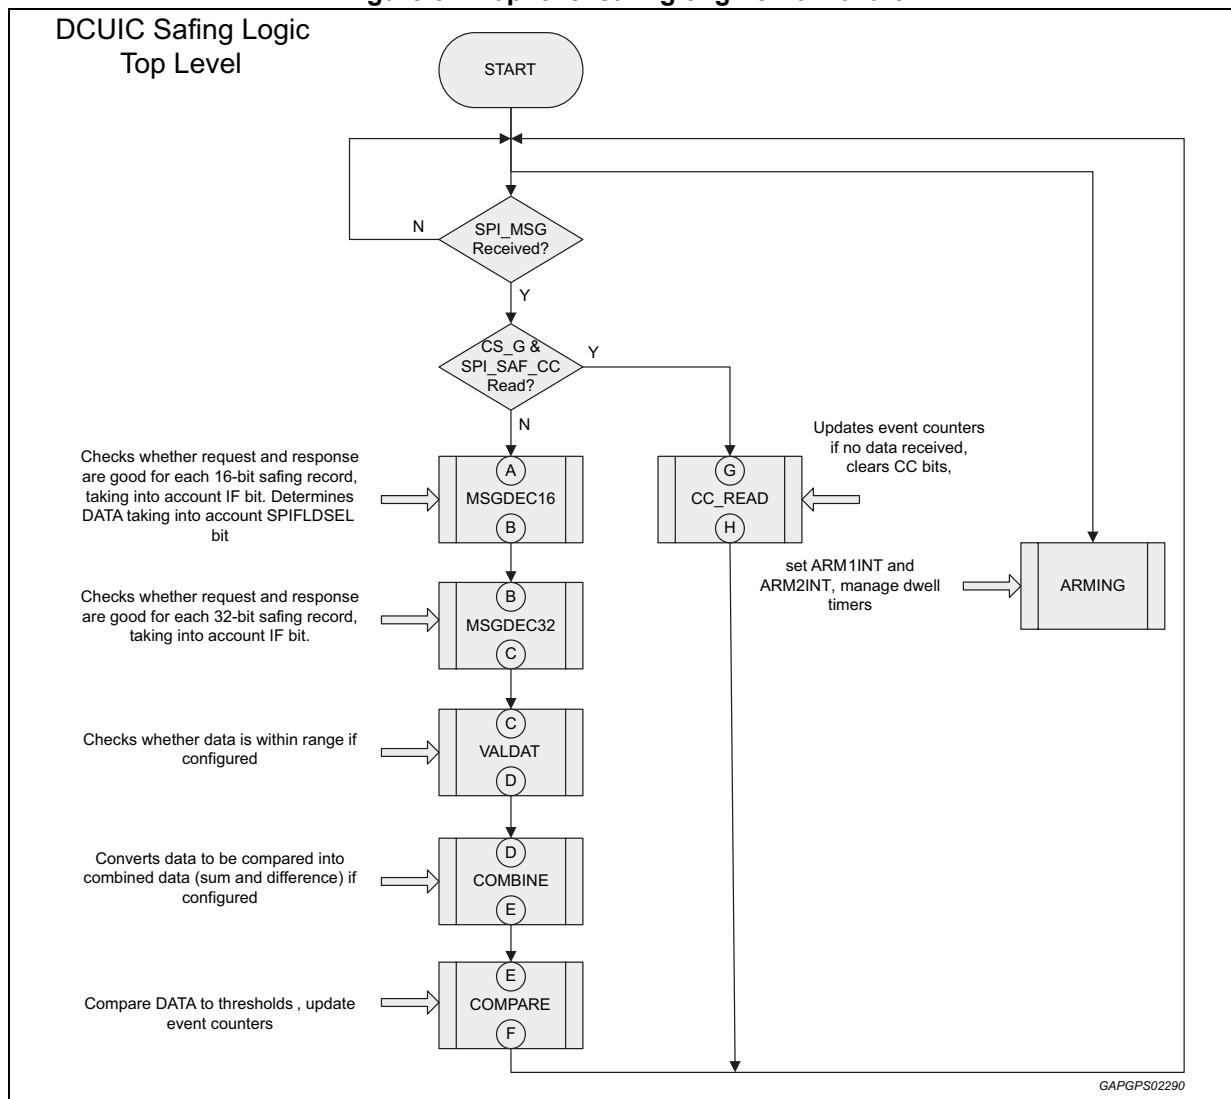 DCUIC Safing Logic
Top Level
START
N
SPI_MSG
Received?
Y
CS_G &
SPI_SAF_CC
Read?
Y
N
Checks whether request and response
are good for each 16-bit safing record,
taking into account IF bit. Determines
DATA taking into account SPIFLDSEL
bit
A
MSGDEC16
B
G
CC_READ
H
Updates event counters
if no data received,
clears CC bits,
set ARM1INT and
ARM2INT, manage dwell
timers
ARMING
Checks whether request and response
are good for each 32-bit safing record,
taking into account IF bit.
B
MSGDEC32
C
Checks whether data is within range if
configured
C
VALDAT
D
Converts data to be compared into
combined data (sum and difference) if
configured
D
COMBINE
E
Compare DATA to thresholds , update
event counters
E
COMPARE
F
GAPGPS02290